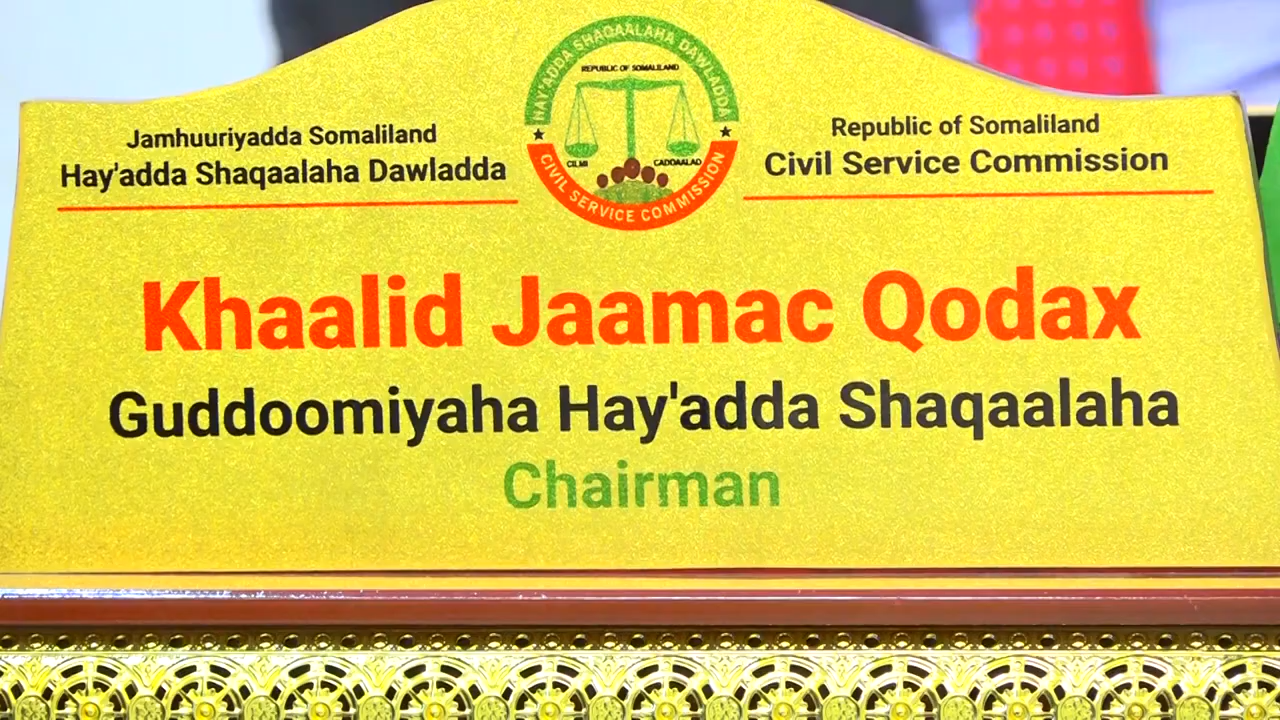 Jamhuuriyadda Somaliland
Hay'adda Shaqaalaha Dawladda
HAY'ADDA SHAQAALAHA DAWLADDA
REPUBLIC OF SOMALILAND
CILMI
CADDAALAD
CIVIL SERVICE COMMISSION
Republic of Somaliland
Civil Service Commission
Khaalid Jaamac Qodax
Guddoomiyaha Hay'adda Shaqaalaha
Chairman